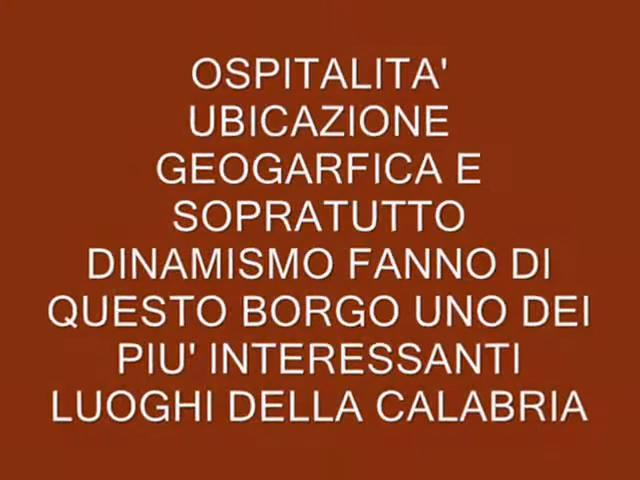 OSPITALITA'
UBICAZIONE
GEOGARFICA E
SOPRATUTTO
DINAMISMO FANNO DI
QUESTO BORGO UNO DEI
PIU' INTERESSANTI
LUOGHI DELLA CALABRIA